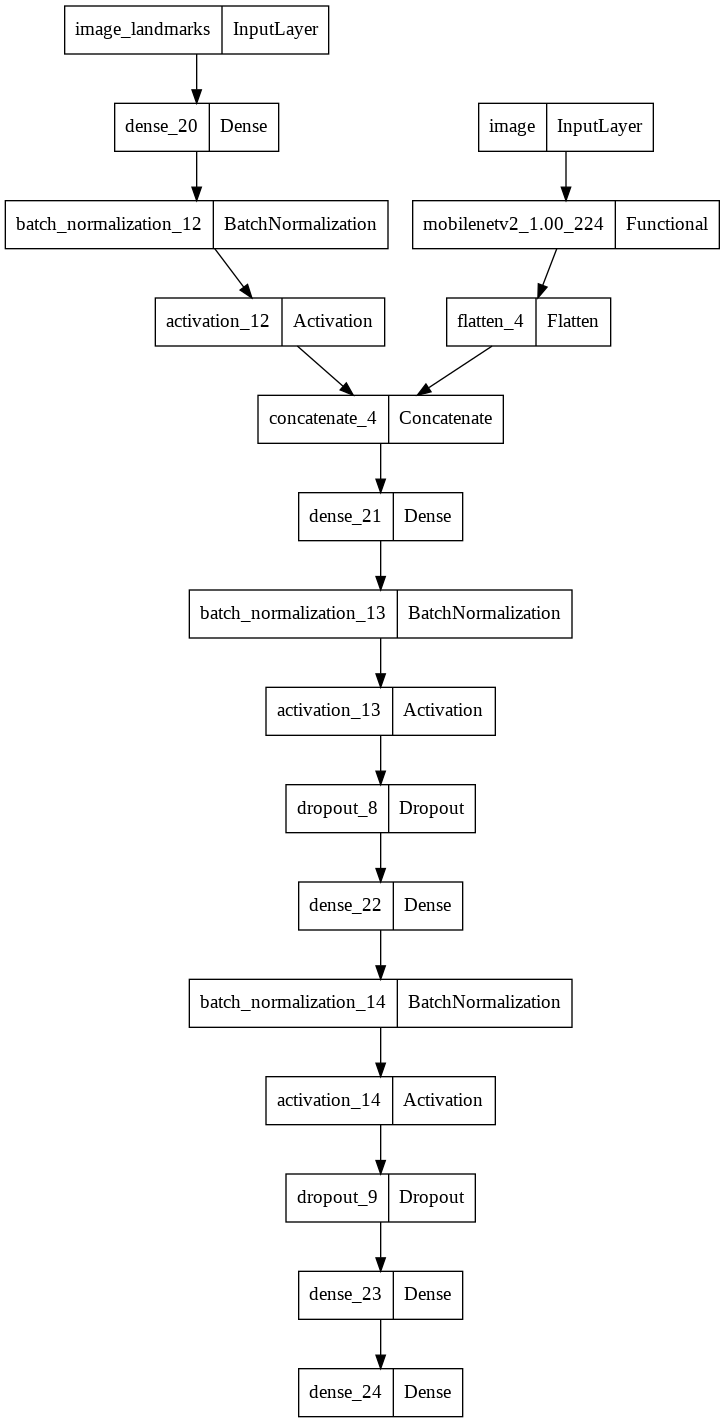 image_landmarks InputLayer
dense_20 Dense
image InputLayer
batch_normalization_12 BatchNormalization
mobilenetv2_1.00_224 Functional
activation_12 Activation
flatten_4 Flatten
concatenate_4 Concatenate
dense_21 Dense
batch_normalization_13 BatchNormalization
activation_13 Activation
dropout_8 Dropout
dense_22 Dense
batch_normalization_14 BatchNormalization
activation_14 Activation
dropout_9 Dropout
dense_23 Dense
dense_24 Dense